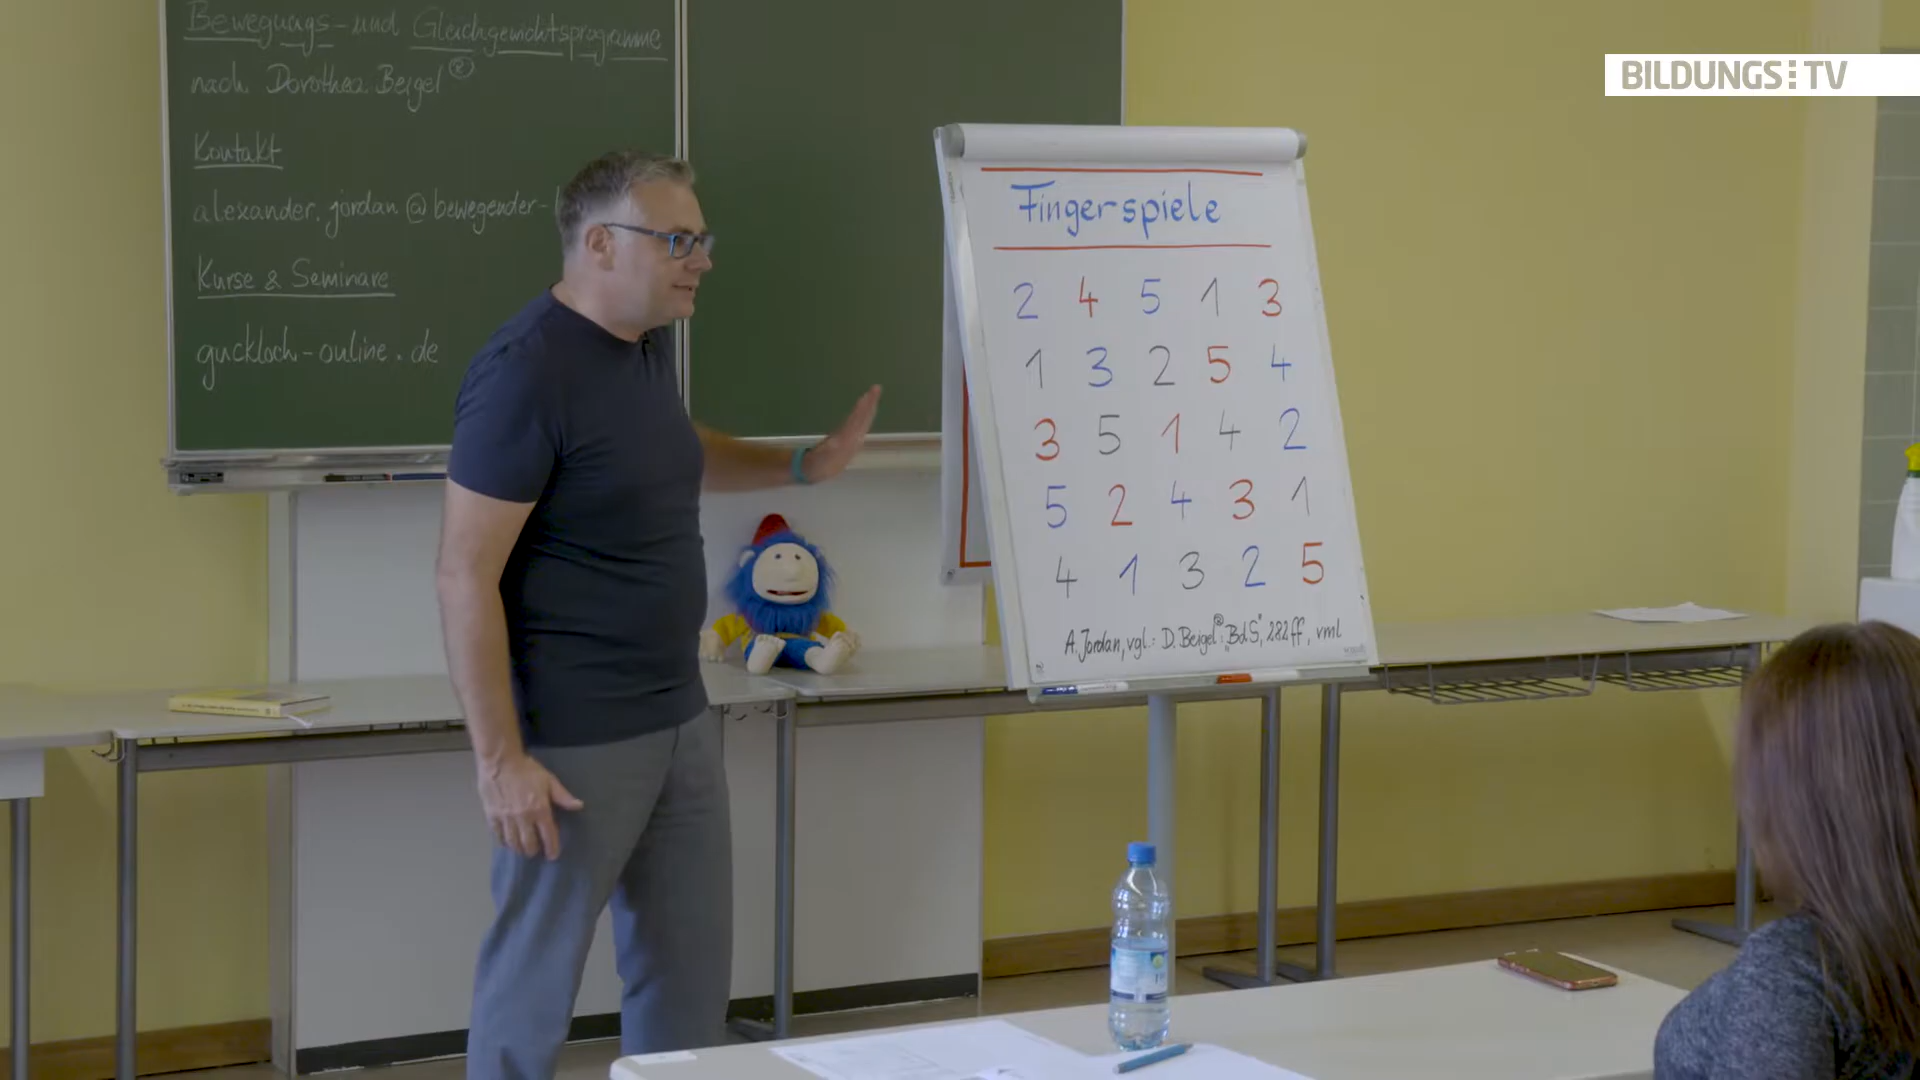 Bewegungs- und Gleichgewichtsprogramme
nach Dorothea Beigel®
Kontakt
alexander.jordan@bewegender-
Kurse & Seminare
guckloch-online.de
BILDUNGS TV
Fingerspiele
2 4 5 1 3
1 3 2 5 4
3 5 1 4 2
5 2 4 3 1
4 1 3 2 5
A. Jordan, vgl.: D. Beigel®: „BdS“, 282ff, vml